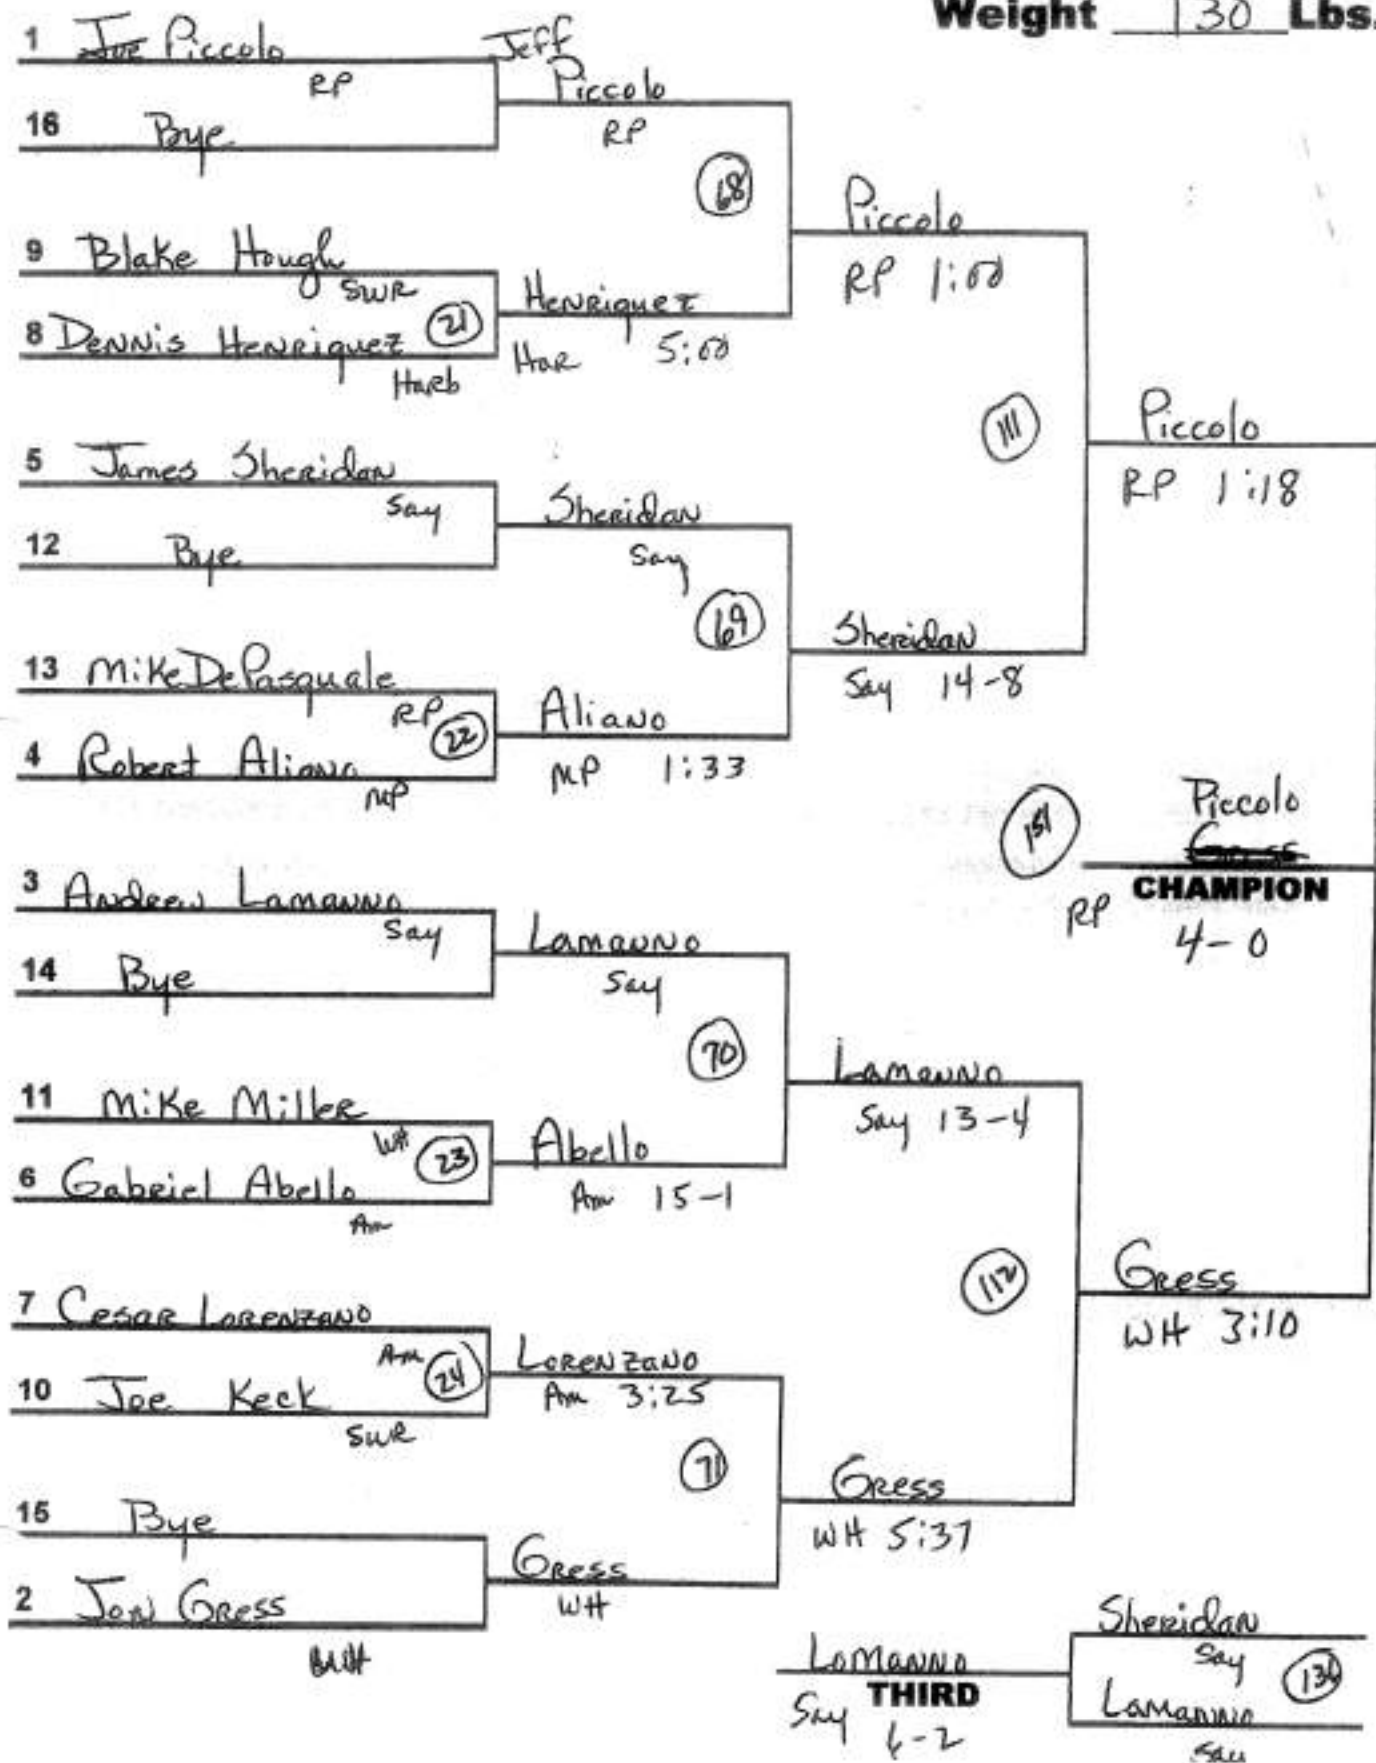 Weight 130 Lbs.
1 Joe Piccolo
RP
16 Bye
Jeff
Piccolo
RP
68
9 Blake Hough
SWR
8 Dennis Henriquez 21
Harb
Henriquez
Har 5:00
Piccolo
RP 1:00
5 James Sheridan
Say
12 Bye
Sheridan
Say
69
13 Mike DePasquale
RP
22
4 Robert Aliano
MP
Aliano
MP 1:33
Sheridan
Say 14-8
111
Piccolo
RP 1:18
3 Andrew Lamanno
Say
14 Bye
Lamanno
Say
70
11 Mike Miller
WH
23
6 Gabriel Abello
Am
Abello
Am 15-1
Lamanno
Say 13-4
7 Cesar Lorenzano
Am
24
10 Joe Keck
SWR
Lorenzano
Am 3:25
71
15 Bye
2 Jon Gress
Gress
WH
Gress
WH 5:37
112
Gress
WH 3:10
151
Piccolo
Gress
CHAMPION
RP
4-0
Sheridan
Say
Lamanno
Say
LaManno
THIRD
Say 6-2